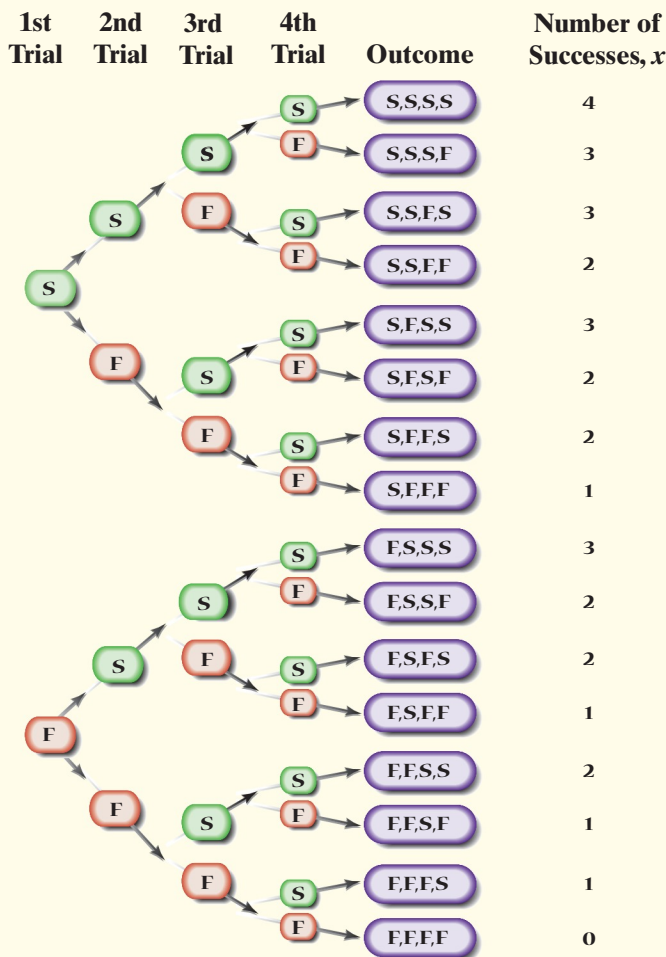 1st Trial 2nd Trial 3rd Trial 4th Trial Outcome Number of Successes, x
S S S S S,S,S,S 4
F S,S,S,F 3
F S S,S,F,S 3
F S,S,F,F 2
F S S S,F,S,S 3
F S,F,S,F 2
F S S,F,F,S 2
F S,F,F,F 1
F S S S F,S,S,S 3
F F,S,S,F 2
F S F,S,F,S 2
F F,S,F,F 1
F S S F,F,S,S 2
F F,F,S,F 1
F S F,F,F,S 1
F F,F,F,F 0